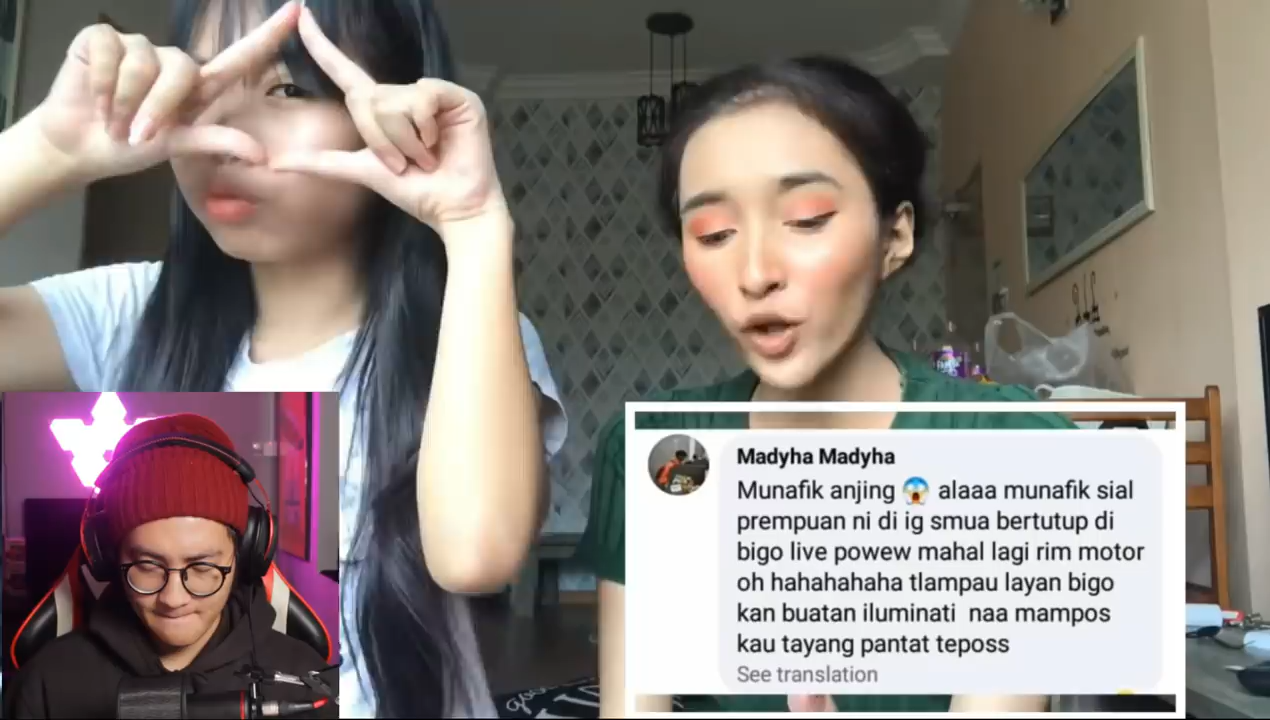 Madyha Madyha
Munafik anjing 😱 alaaa munafik sial
prempuan ni di ig smua bertutup di
bigo live powew mahal lagi rim motor
oh hahahahaha tlampau layan bigo
kan buatan iluminati naa mampos
kau tayang pantat teposs
See translation